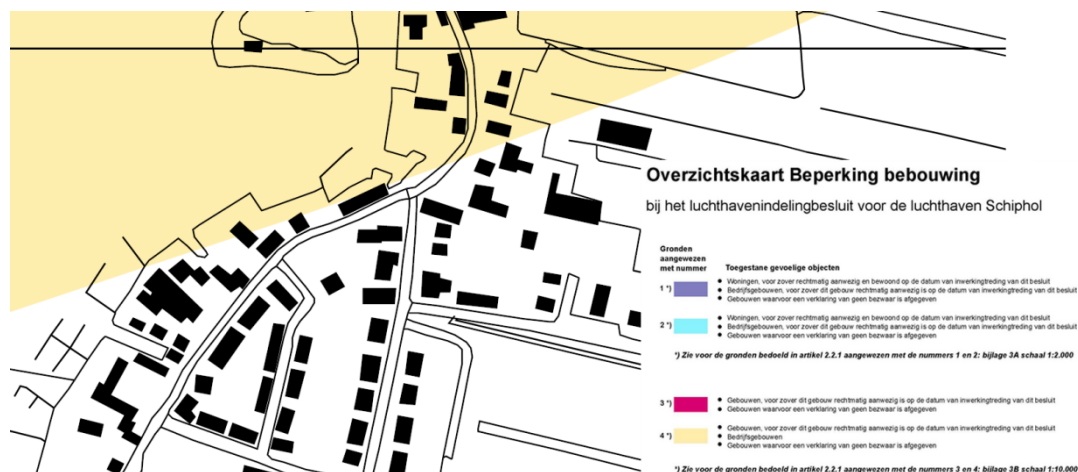 Overzichtskaart Beperking bebouwing
bij het luchthavenindelingbesluit voor de luchthaven Schiphol
Gronden
aangewezen
met nummer
Toegestane gevoelige objecten
1 *)
● Woningen, voor zover rechtmatig aanwezig en bewoond op de datum van inwerkingtreding van dit besluit
● Bedrijfsgebouwen, voor zover dit gebouw rechtmatig aanwezig is op de datum van inwerkingtreding van dit besluit
● Gebouwen waarvoor een verklaring van geen bezwaar is afgegeven
2 *)
● Woningen, voor zover rechtmatig aanwezig en bewoond op de datum van inwerkingtreding van dit besluit
● Bedrijfsgebouwen, voor zover dit gebouw rechtmatig aanwezig is op de datum van inwerkingtreding van dit besluit
● Gebouwen waarvoor een verklaring van geen bezwaar is afgegeven
*) Zie voor de gronden bedoeld in artikel 2.2.1 aangewezen met de nummers 1 en 2: bijlage 3A schaal 1:2.000
3 *)
● Gebouwen, voor zover dit gebouw rechtmatig aanwezig is op de datum van inwerkingtreding van dit besluit
● Gebouwen waarvoor een verklaring van geen bezwaar is afgegeven
4 *)
● Gebouwen, voor zover dit gebouw rechtmatig aanwezig is op de datum van inwerkingtreding van dit besluit
● Bedrijfsgebouwen
● Gebouwen waarvoor een verklaring van geen bezwaar is afgegeven
*) Zie voor de gronden bedoeld in artikel 2.2.1 aangewezen met de nummers 3 en 4: bijlage 3B schaal 1:10.000